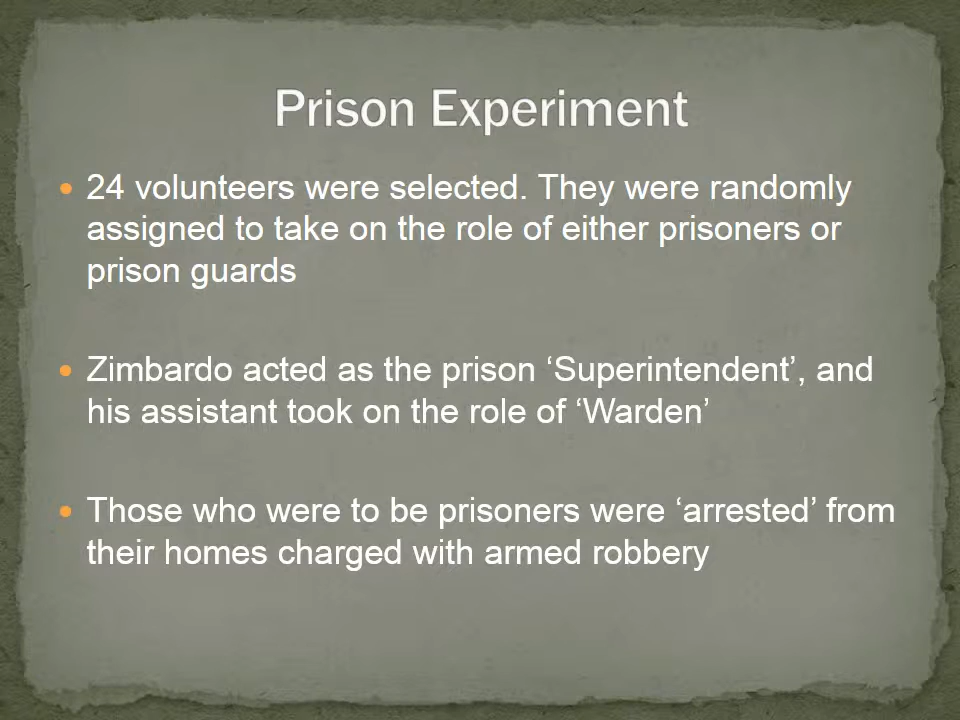 Prison Experiment
• 24 volunteers were selected. They were randomly
assigned to take on the role of either prisoners or
prison guards
• Zimbardo acted as the prison ‘Superintendent’, and
his assistant took on the role of ‘Warden’
• Those who were to be prisoners were ‘arrested’ from
their homes charged with armed robbery